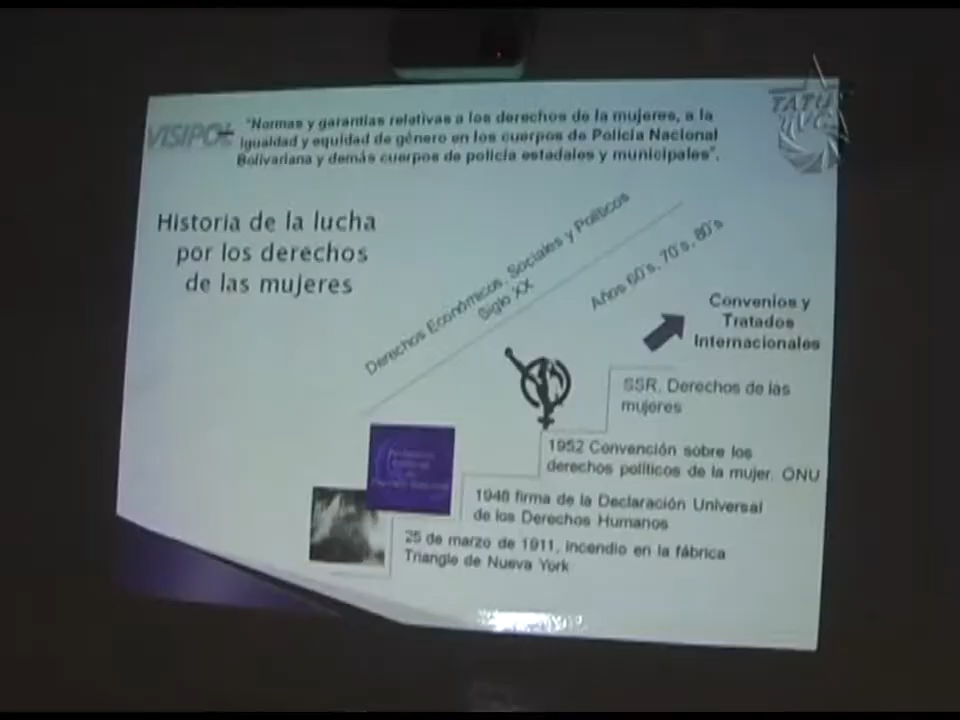 VISIPOL
"Normas y garantías relativas a los derechos de la mujeres, a la
igualdad y equidad de género en los cuerpos de Policía Nacional
Bolivariana y demás cuerpos de policía estadales y municipales".
TATUY
Historia de la lucha
por los derechos
de las mujeres
Derechos Económicos, Sociales y Políticos
Siglo XX
Años 60´s, 70´s, 80´s
Convenios y
Tratados
Internacionales
SSR, Derechos de las
mujeres
1952 Convención sobre los
derechos políticos de la mujer, ONU
1948 firma de la Declaración Universal
de los Derechos Humanos
25 de marzo de 1911, incendio en la fábrica
Triangle de Nueva York